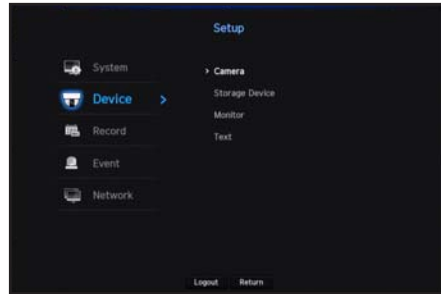 Setup
System
Device >
Record
Event
Network
> Camera
Storage Device
Monitor
Text
Logout Return